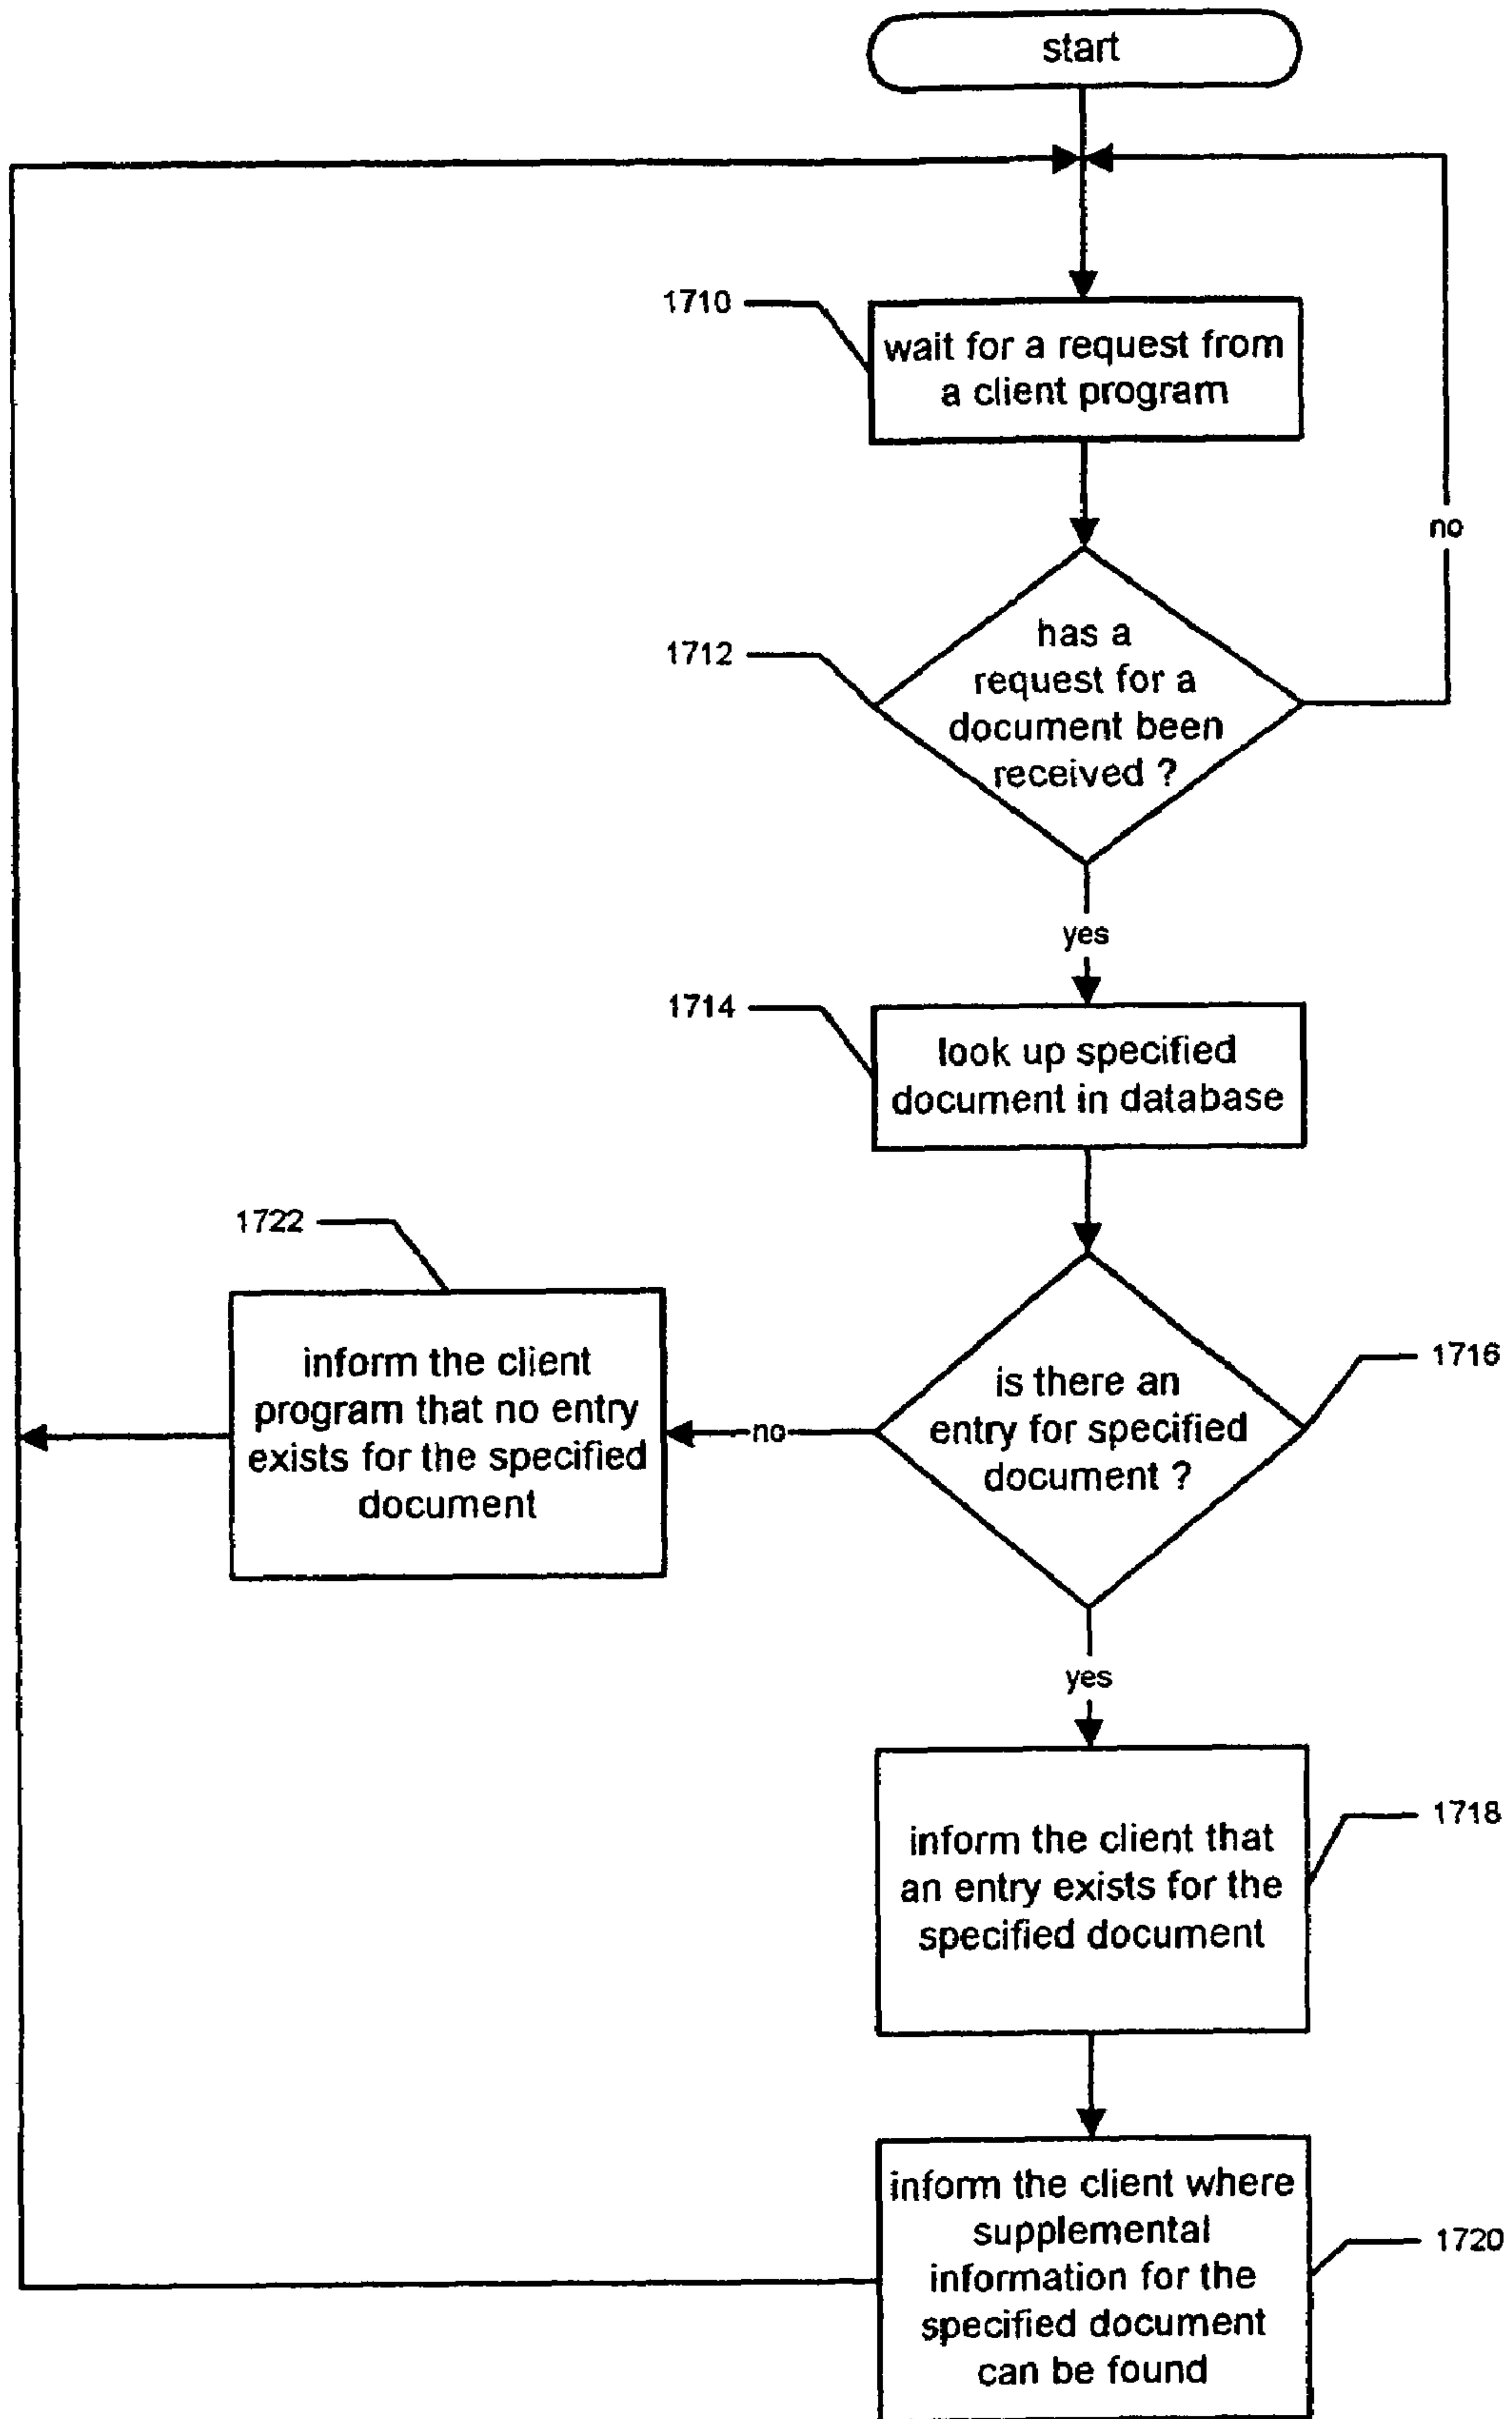 start
1710
wait for a request from
a client program
no
1712
has a
request for a
document been
received ?
yes
1714
look up specified
document in database
1722
inform the client
program that no entry
exists for the specified
document
no
is there an
entry for specified
document ?
1716
yes
inform the client that
an entry exists for the
specified document
1718
inform the client where
supplemental
information for the
specified document
can be found
1720